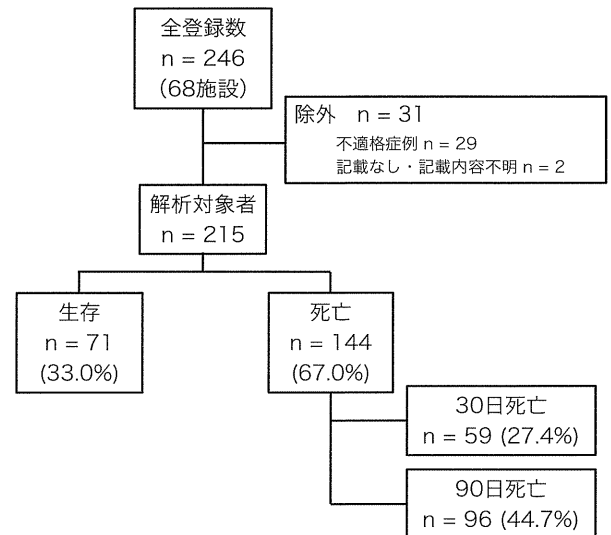 全登録数
n = 246
（68施設）
除外　n = 31
不適格症例 n = 29
記載なし・記載内容不明 n = 2
解析対象者
n = 215
生存
n = 71
(33.0%)
死亡
n = 144
(67.0%)
30日死亡
n = 59 (27.4%)
90日死亡
n = 96 (44.7%)